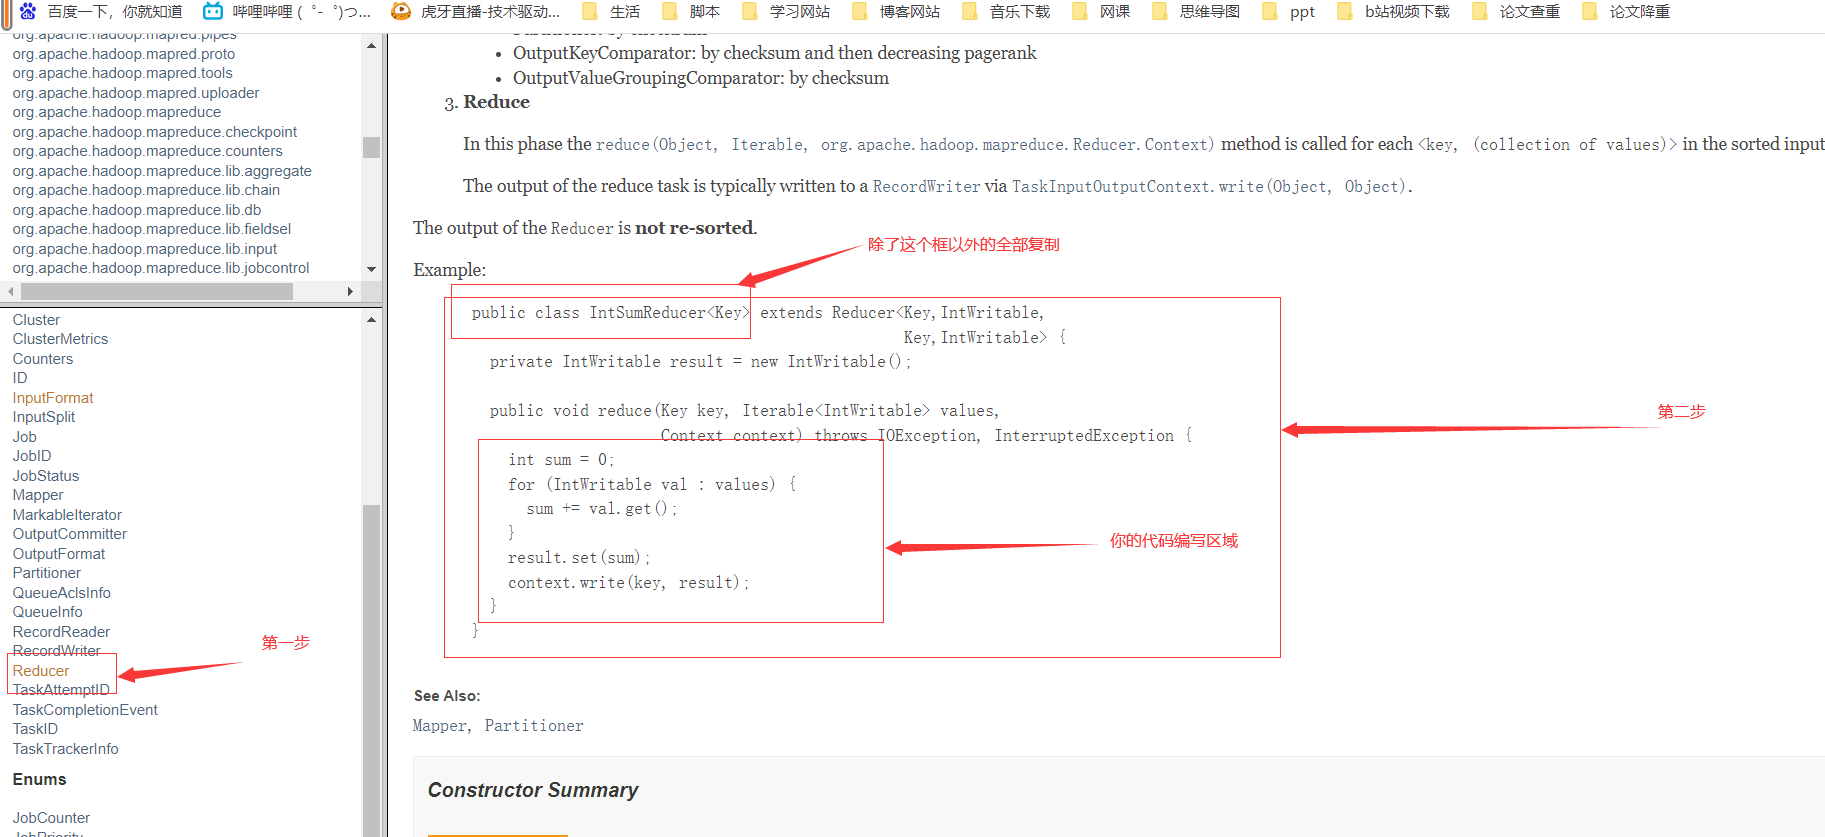 百度一下，你就知道 哔哩哔哩 ( ゜- ゜)つ... 虎牙直播-技术驱动... 生活 脚本 学习网站 博客网站 音乐下载 网课 思维导图 ppt b站视频下载 论文查重 论文降重
org.apache.hadoop.mapred.pipes
org.apache.hadoop.mapred.proto
org.apache.hadoop.mapred.tools
org.apache.hadoop.mapred.uploader
org.apache.hadoop.mapreduce
org.apache.hadoop.mapreduce.checkpoint
org.apache.hadoop.mapreduce.counters
org.apache.hadoop.mapreduce.lib.aggregate
org.apache.hadoop.mapreduce.lib.chain
org.apache.hadoop.mapreduce.lib.db
org.apache.hadoop.mapreduce.lib.fieldsel
org.apache.hadoop.mapreduce.lib.input
org.apache.hadoop.mapreduce.lib.jobcontrol
Cluster
ClusterMetrics
Counters
ID
InputFormat
InputSplit
Job
JobID
JobStatus
Mapper
MarkableIterator
OutputCommitter
OutputFormat
Partitioner
QueueAclsInfo
QueueInfo
RecordReader
RecordWriter
第一步
Reducer
TaskAttemptID
TaskCompletionEvent
TaskID
TaskTrackerInfo
Enums
JobCounter
JobPriority
• OutputKeyComparator: by checksum and then decreasing pagerank
• OutputValueGroupingComparator: by checksum
3. Reduce
In this phase the reduce(Object, Iterable, org.apache.hadoop.mapreduce.Reducer.Context) method is called for each <key, (collection of values)> in the sorted input
The output of the reduce task is typically written to a RecordWriter via TaskInputOutputContext.write(Object, Object).
The output of the Reducer is not re-sorted.
除了这个框以外的全部复制
Example:
public class IntSumReducer<Key> extends Reducer<Key,IntWritable,
Key,IntWritable> {
private IntWritable result = new IntWritable();
public void reduce(Key key, Iterable<IntWritable> values,
第二步
Context context) throws IOException, InterruptedException {
int sum = 0;
for (IntWritable val : values) {
sum += val.get();
}
你的代码编写区域
result.set(sum);
context.write(key, result);
}
}
See Also:
Mapper, Partitioner
Constructor Summary